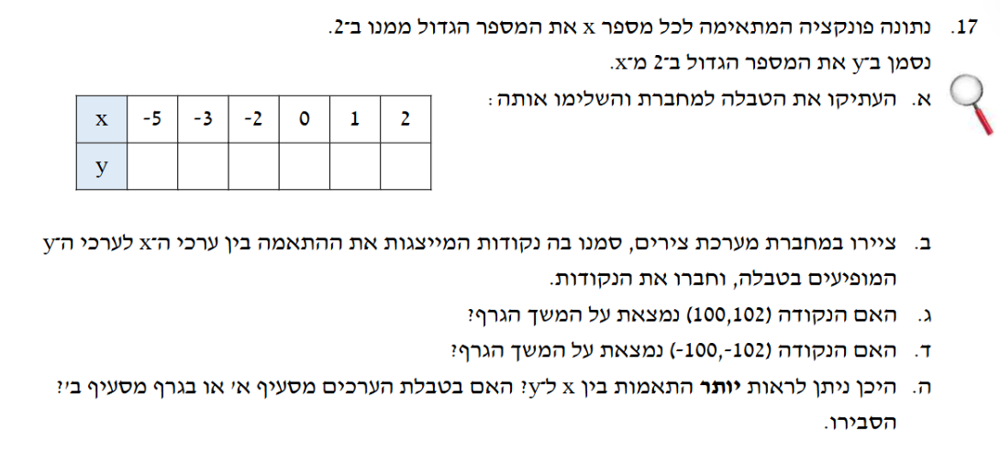 17. נתונה פונקציה המתאימה לכל מספר x את המספר הגדול ממנו ב־2.
נסמן ב־y את המספר הגדול ב־2 מ־x.
א. העתיקו את הטבלה למחברת והשלימו אותה:
x -5 -3 -2 0 1 2
y
ב. ציירו במחברת מערכת צירים, סמנו בה נקודות המייצגות את ההתאמה בין ערכי ה־x לערכי ה־y
המופיעים בטבלה, וחברו את הנקודות.
ג. האם הנקודה (100,102) נמצאת על המשך הגרף?
ד. האם הנקודה (-100,-102) נמצאת על המשך הגרף?
ה. היכן ניתן לראות יותר התאמות בין x ל־y? האם בטבלת הערכים מסעיף א' או בגרף מסעיף ב'?
הסבירו.